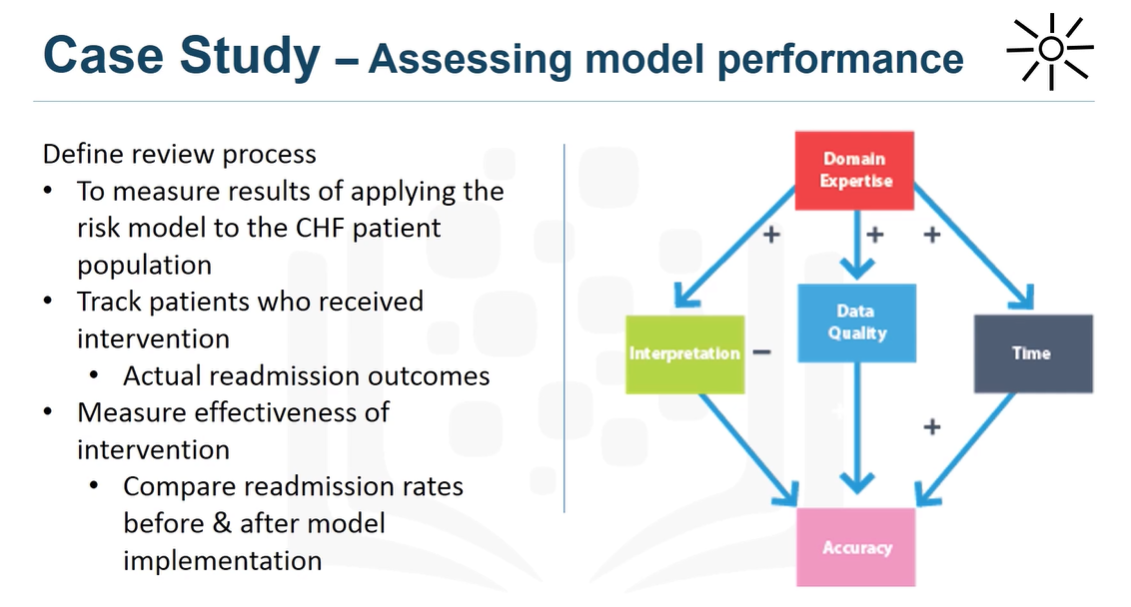 Case Study – Assessing model performance
Define review process
• To measure results of applying the
risk model to the CHF patient
population
• Track patients who received
intervention
• Actual readmission outcomes
• Measure effectiveness of
intervention
• Compare readmission rates
before & after model
implementation
Domain
Expertise
+
+
+
Data
Quality
Interpretation
–
Time
+
Accuracy